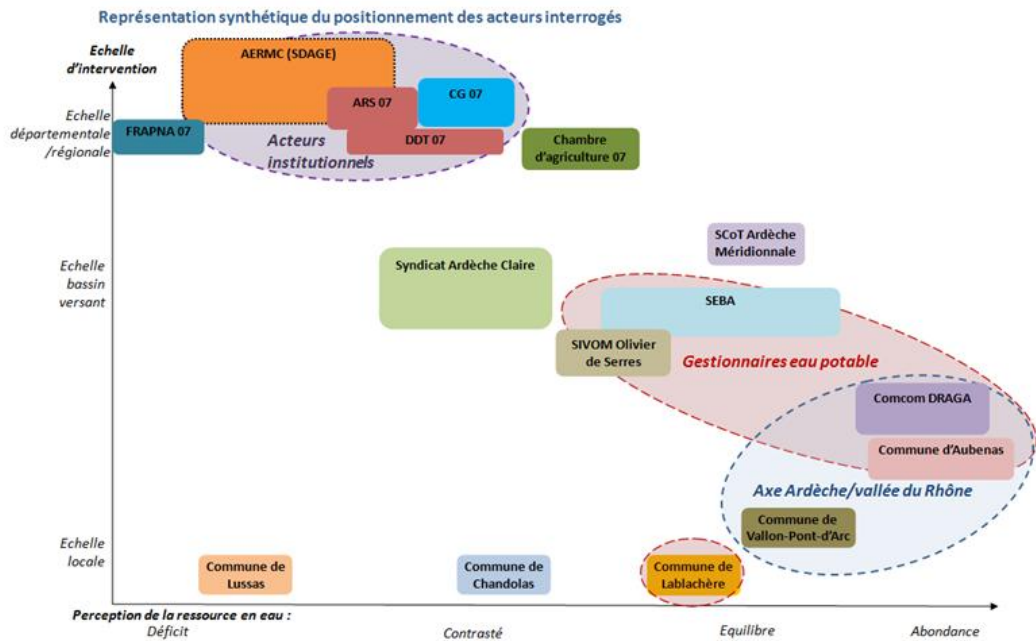 Représentation synthétique du positionnement des acteurs interrogés
Echelle
d'intervention
AERMC (SDAGE)
ARS 07
CG 07
Echelle
départementale
/régionale
FRAPNA 07
Acteurs
institutionnels
DDT 07
Chambre
d'agriculture 07
SCoT Ardèche
Méridionnale
Echelle
bassin
versant
Syndicat Ardèche Claire
SEBA
SIVOM Olivier
de Serres
Gestionnaires eau potable
Comcom DRAGA
Commune d'Aubenas
Axe Ardèche/vallée du Rhône
Commune de
Vallon-Pont-d'Arc
Echelle
locale
Commune de
Lussas
Commune de
Chandolas
Commune de
Lablachère
Perception de la ressource en eau :
Déficit
Contrasté
Equilibre
Abondance